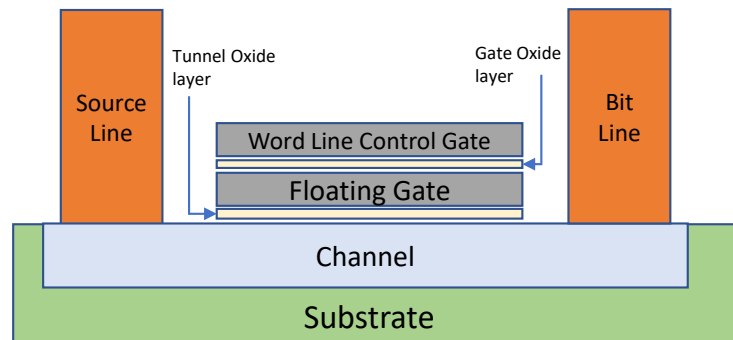 Tunnel Oxide
layer
Gate Oxide
layer
Source
Line
Bit
Line
Word Line Control Gate
Floating Gate
Channel
Substrate